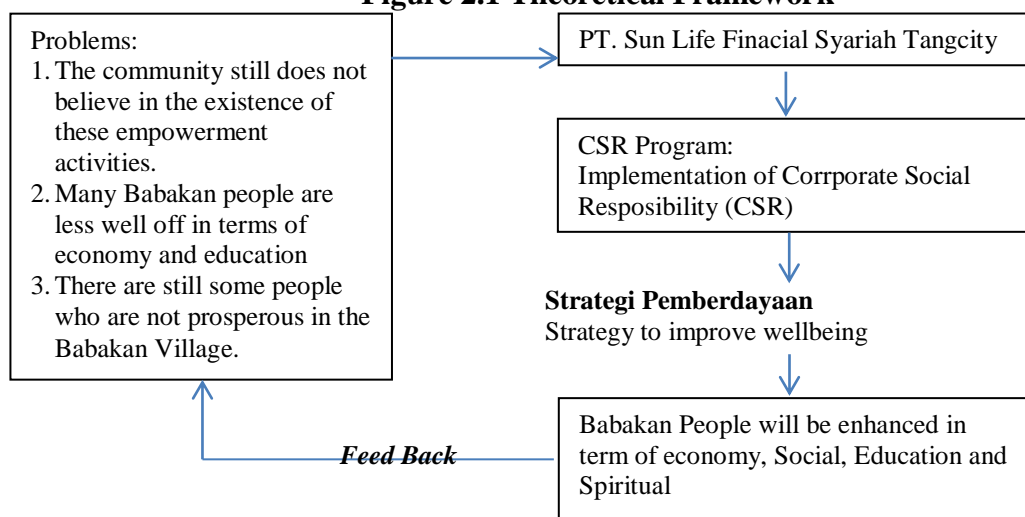 Figure 2.1 Theoretical Framework
Problems:
1. The community still does not
believe in the existence of
these empowerment
activities.
2. Many Babakan people are
less well off in terms of
economy and education
3. There are still some people
who are not prosperous in the
Babakan Village.
PT. Sun Life Finacial Syariah Tangcity
CSR Program:
Implementation of Corrporate Social
Resposibility (CSR)
Strategi Pemberdayaan
Strategy to improve wellbeing
Babakan People will be enhanced in
term of economy, Social, Education and
Spiritual
Feed Back